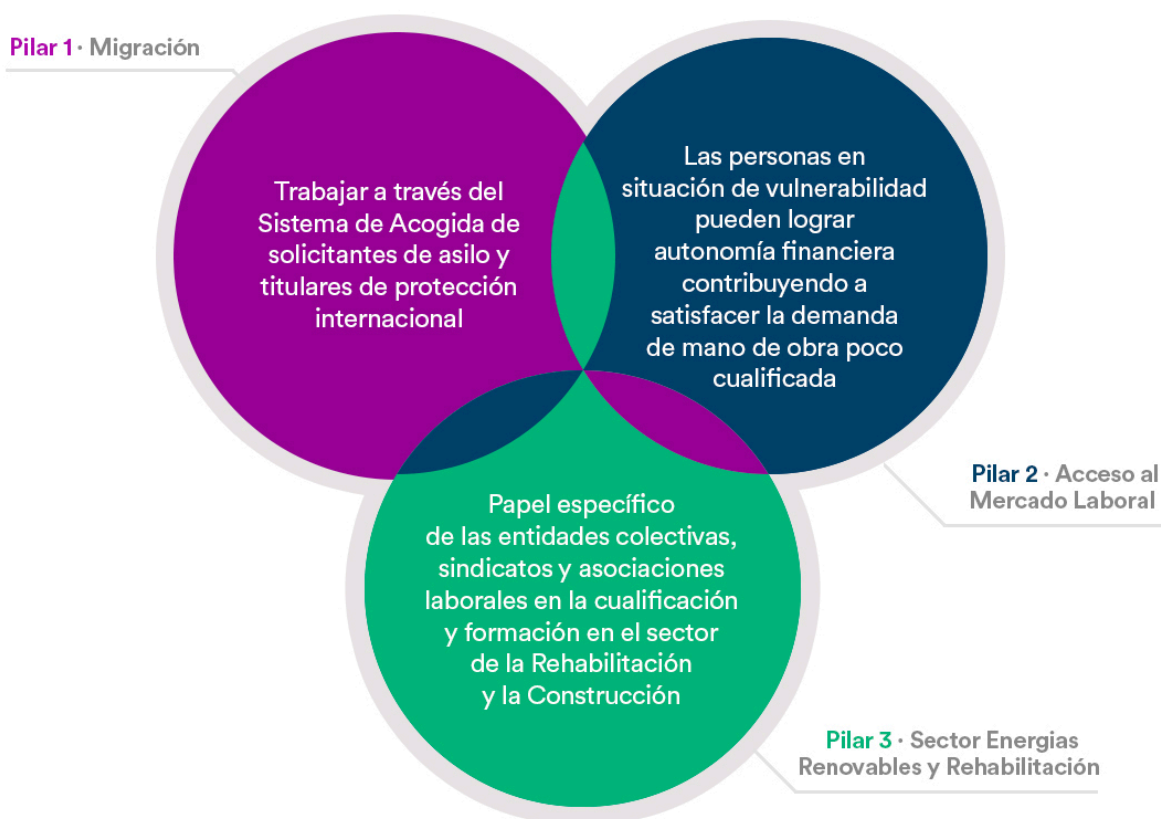 Pilar 1 · Migración
Trabajar a través del
Sistema de Acogida de
solicitantes de asilo y
titulares de protección
internacional
Las personas en
situación de vulnerabilidad
pueden lograr
autonomía financiera
contribuyendo a
satisfacer la demanda
de mano de obra poco
cualificada
Pilar 2 · Acceso al
Mercado Laboral
Papel específico
de las entidades colectivas,
sindicatos y asociaciones
laborales en la cualificación
y formación en el sector
de la Rehabilitación
y la Construcción
Pilar 3 · Sector Energias
Renovables y Rehabilitación